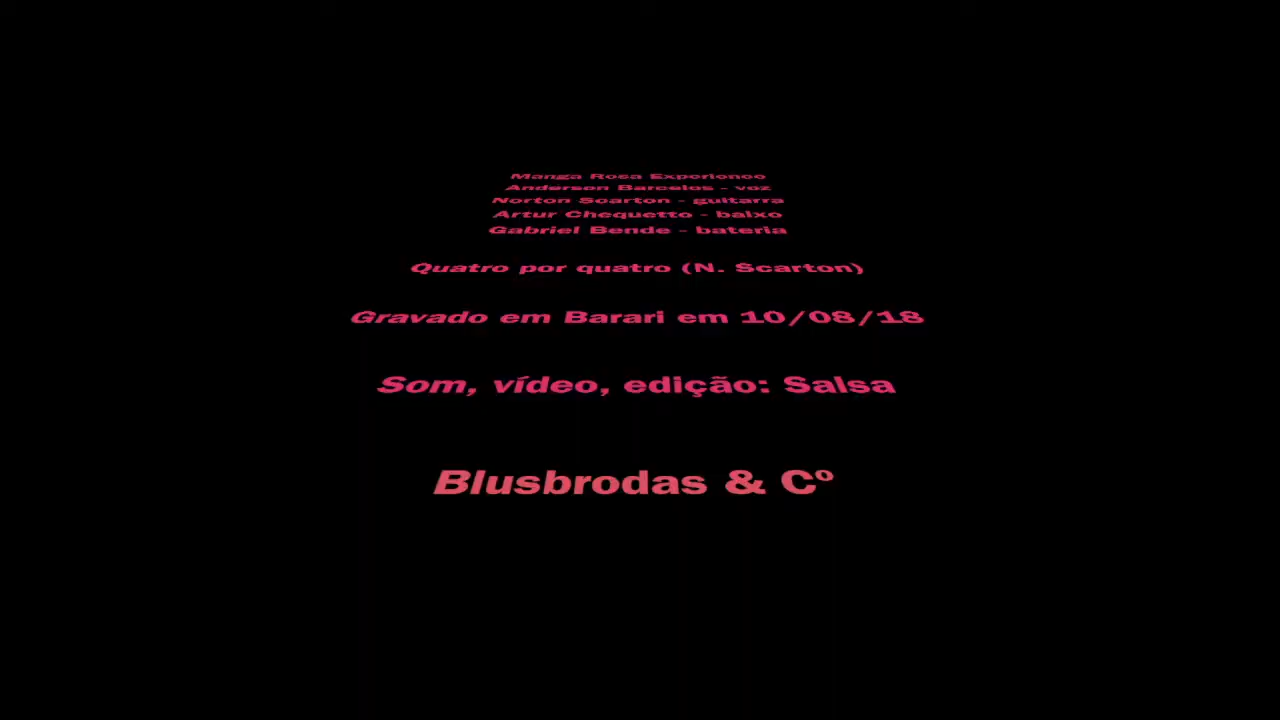 Manga Rosa Experience
Anderson Barcelos - voz
Norton Scarton - guitarra
Artur Chequetto - baixo
Gabriel Bende - bateria
Quatro por quatro (N. Scarton)
Gravado em Barari em 10/08/18
Som, vídeo, edição: Salsa
Blusbrodas & Cº